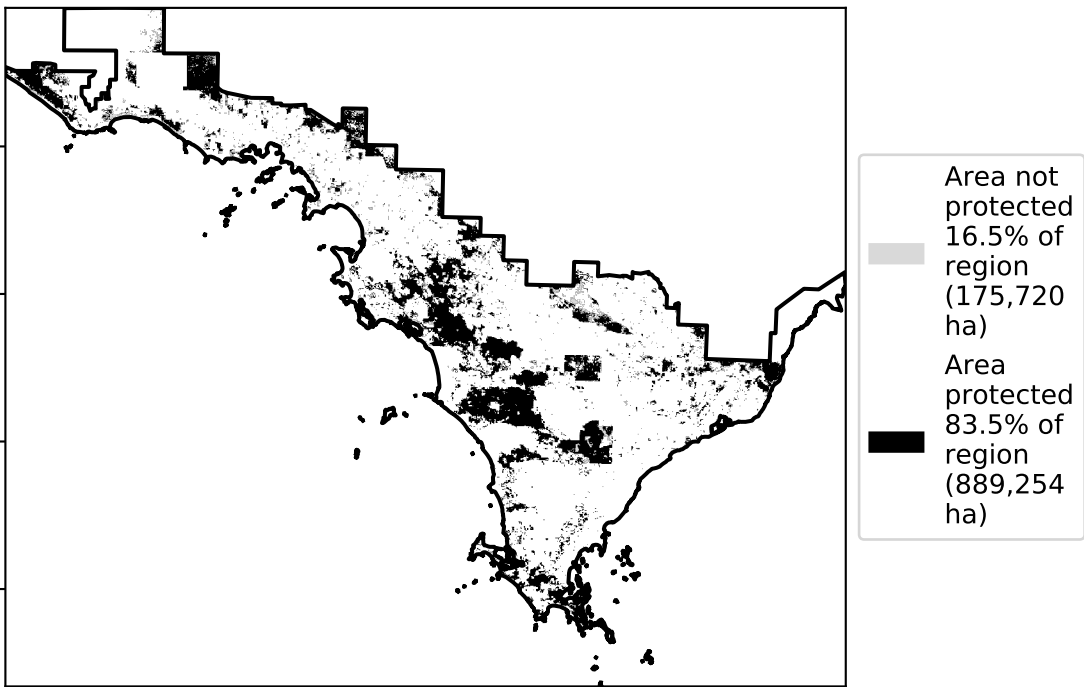 Area not
protected
16.5% of
region
(175,720
ha)
Area
protected
83.5% of
region
(889,254
ha)